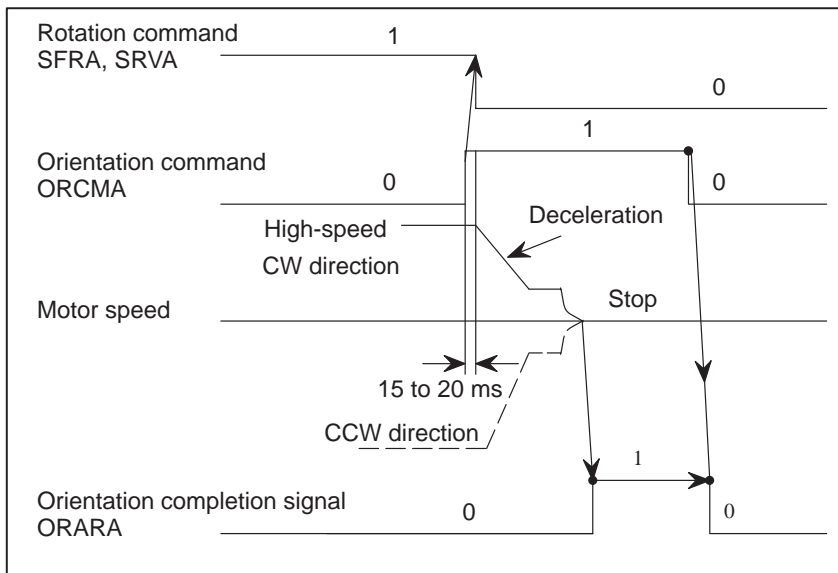 Rotation command
SFRA, SRVA
1
0
Orientation command
ORCMA
0
1
0
High-speed
CW direction
Deceleration
Motor speed
Stop
15 to 20 ms
CCW direction
Orientation completion signal
ORARA
0
1
0